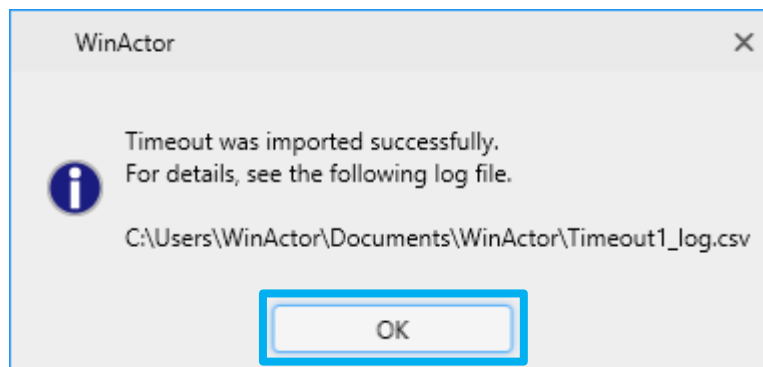 WinActor
Timeout was imported successfully.
For details, see the following log file.
C:\Users\WinActor\Documents\WinActor\Timeout1_log.csv
OK